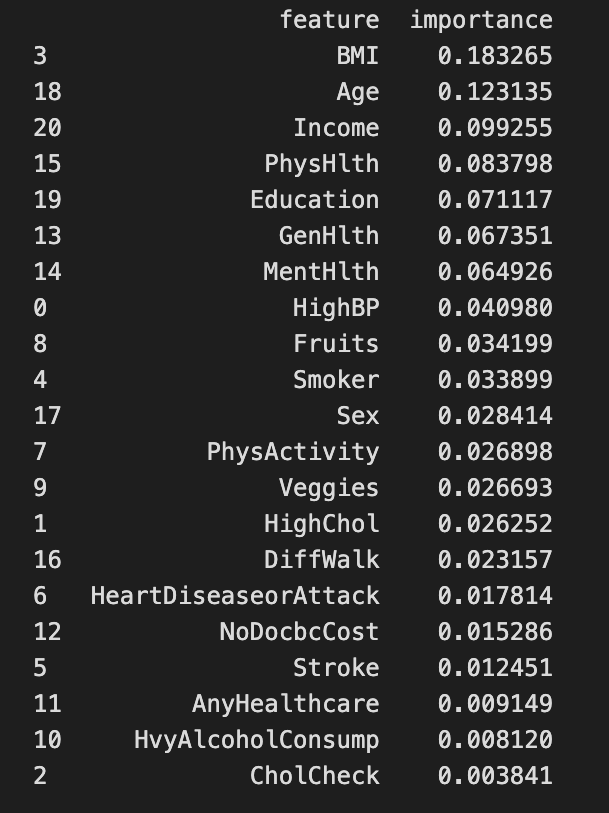 feature importance
3 BMI 0.183265
18 Age 0.123135
20 Income 0.099255
15 PhysHlth 0.083798
19 Education 0.071117
13 GenHlth 0.067351
14 MentHlth 0.064926
0 HighBP 0.040980
8 Fruits 0.034199
4 Smoker 0.033899
17 Sex 0.028414
7 PhysActivity 0.026898
9 Veggies 0.026693
1 HighChol 0.026252
16 DiffWalk 0.023157
6 HeartDiseaseorAttack 0.017814
12 NoDocbcCost 0.015286
5 Stroke 0.012451
11 AnyHealthcare 0.009149
10 HvyAlcoholConsump 0.008120
2 CholCheck 0.003841